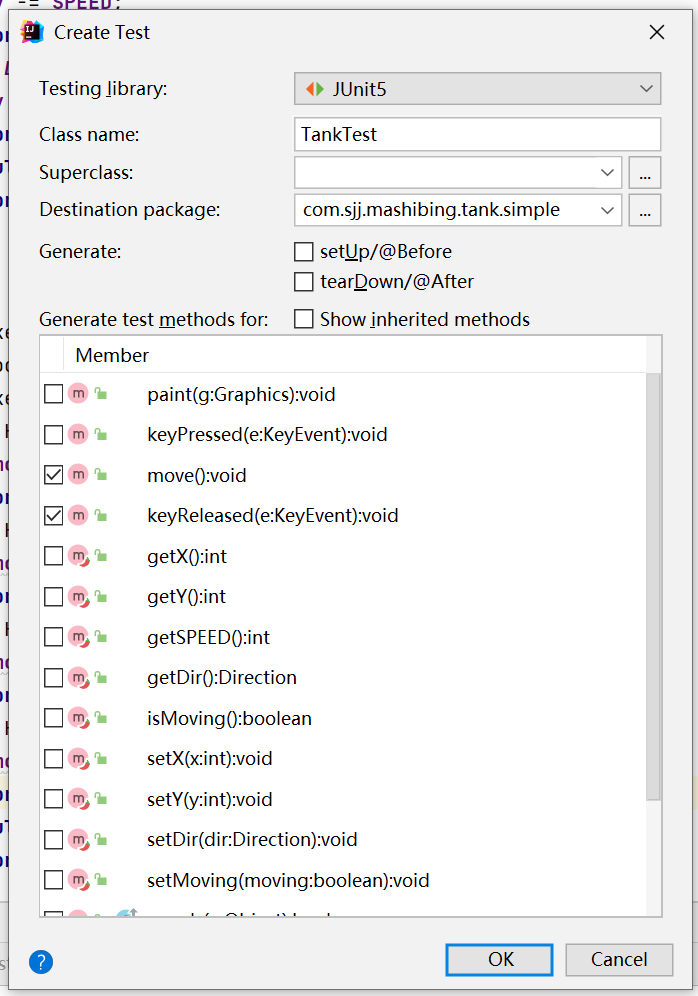 -= SPEED;
Create Test
Testing library:
JUnit5
Class name:
TankTest
Superclass:
...
Destination package:
com.sjj.mashibing.tank.simple
...
Generate:
setUp/@Before
tearDown/@After
Generate test methods for:
Show inherited methods
Member
paint(g:Graphics):void
keyPressed(e:KeyEvent):void
move():void
keyReleased(e:KeyEvent):void
getX():int
getY():int
getSPEED():int
getDir():Direction
isMoving():boolean
setX(x:int):void
setY(y:int):void
setDir(dir:Direction):void
setMoving(moving:boolean):void
?
OK
Cancel